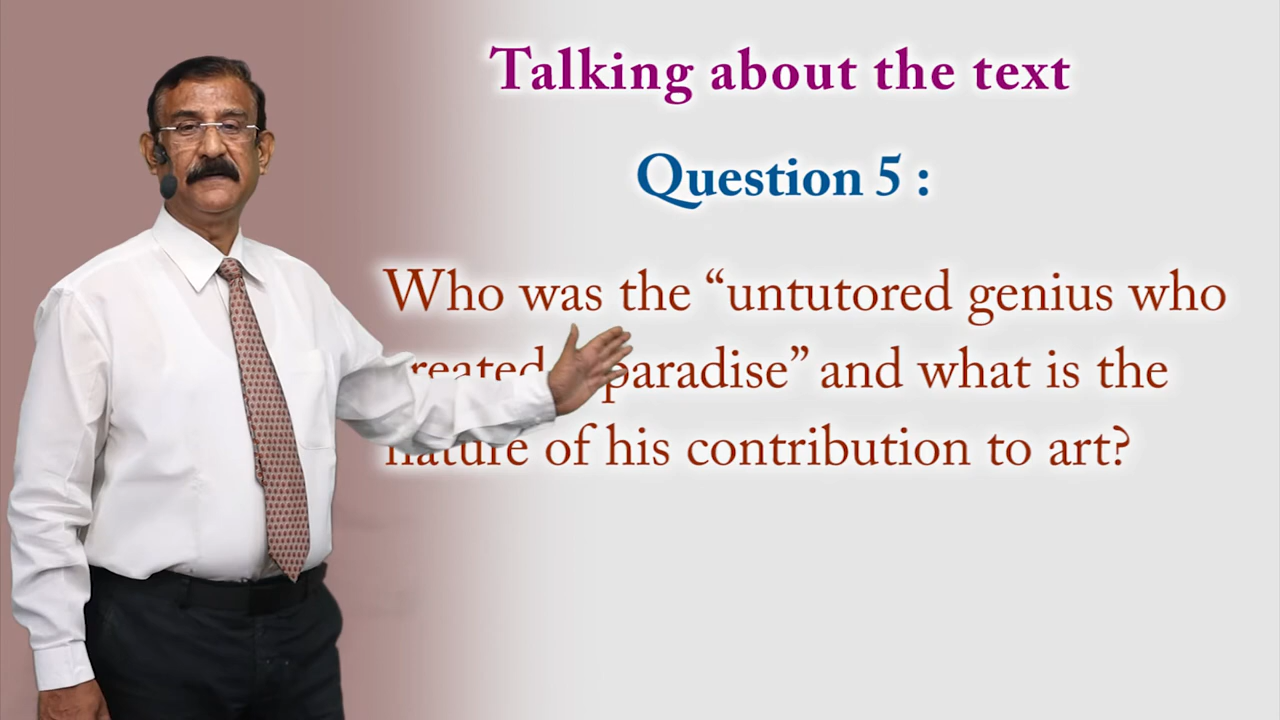 Talking about the text
Question 5 :
Who was the “untutored genius who
paradise” and what is the
of his contribution to art?